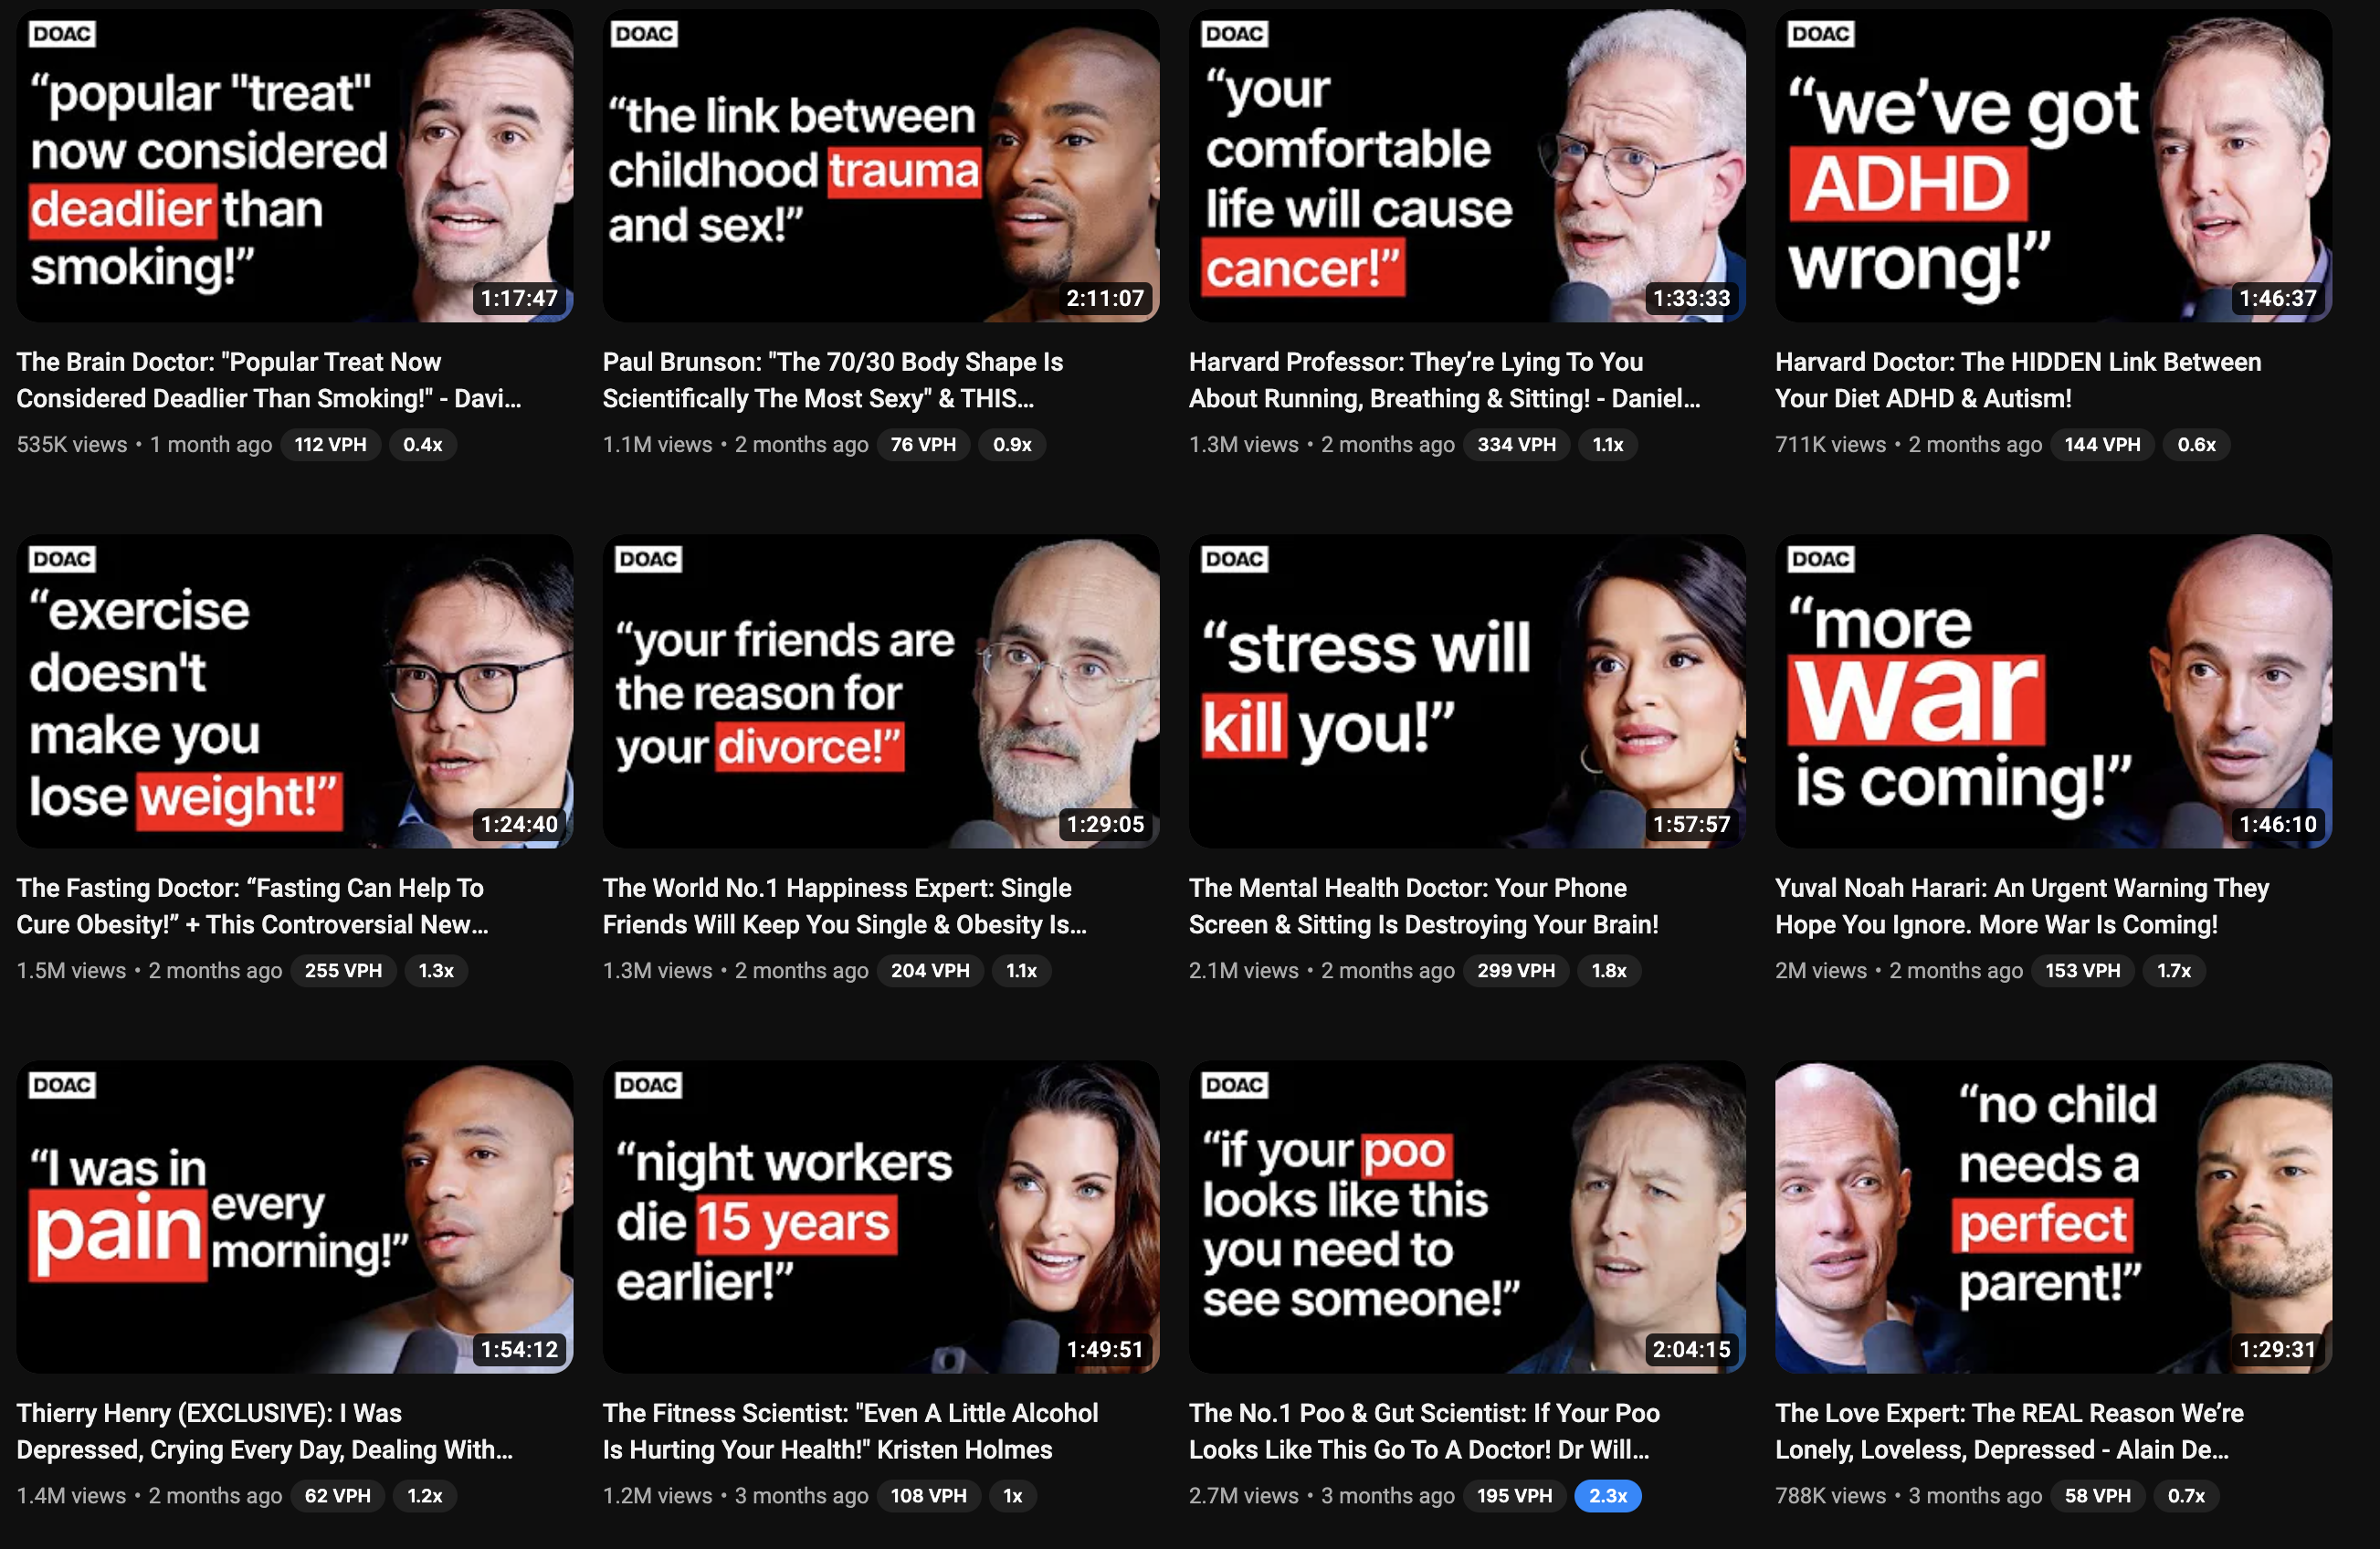 DOAC
“popular "treat"
now considered
deadlier than
smoking!”
1:17:47
The Brain Doctor: "Popular Treat Now
Considered Deadlier Than Smoking!" - Davi...
535K views • 1 month ago 112 VPH 0.4x
DOAC
“the link between
childhood trauma
and sex!”
2:11:07
Paul Brunson: "The 70/30 Body Shape Is
Scientifically The Most Sexy" & THIS...
1.1M views • 2 months ago 76 VPH 0.9x
DOAC
“your
comfortable
life will cause
cancer!”
1:33:33
Harvard Professor: They’re Lying To You
About Running, Breathing & Sitting! - Daniel...
1.3M views • 2 months ago 334 VPH 1.1x
DOAC
“we’ve got
ADHD
wrong!”
1:46:37
Harvard Doctor: The HIDDEN Link Between
Your Diet ADHD & Autism!
711K views • 2 months ago 144 VPH 0.6x
DOAC
“exercise
doesn't
make you
lose weight!”
1:24:40
The Fasting Doctor: “Fasting Can Help To
Cure Obesity!” + This Controversial New...
1.5M views • 2 months ago 255 VPH 1.3x
DOAC
“your friends are
the reason for
your divorce!”
1:29:05
The World No.1 Happiness Expert: Single
Friends Will Keep You Single & Obesity Is...
1.3M views • 2 months ago 204 VPH 1.1x
DOAC
“stress will
kill you!”
1:57:57
The Mental Health Doctor: Your Phone
Screen & Sitting Is Destroying Your Brain!
2.1M views • 2 months ago 299 VPH 1.8x
DOAC
“more
war
is coming!”
1:46:10
Yuval Noah Harari: An Urgent Warning They
Hope You Ignore. More War Is Coming!
2M views • 2 months ago 153 VPH 1.7x
DOAC
“I was in
pain every
morning!”
1:54:12
Thierry Henry (EXCLUSIVE): I Was
Depressed, Crying Every Day, Dealing With...
1.4M views • 2 months ago 62 VPH 1.2x
DOAC
“night workers
die 15 years
earlier!”
1:49:51
The Fitness Scientist: "Even A Little Alcohol
Is Hurting Your Health!" Kristen Holmes
1.2M views • 3 months ago 108 VPH 1x
DOAC
“if your poo
looks like this
you need to
see someone!”
2:04:15
The No.1 Poo & Gut Scientist: If Your Poo
Looks Like This Go To A Doctor! Dr Will...
2.7M views • 3 months ago 195 VPH 2.3x
“no child
needs a
perfect
parent!”
1:29:31
The Love Expert: The REAL Reason We’re
Lonely, Loveless, Depressed - Alain De...
788K views • 3 months ago 58 VPH 0.7x